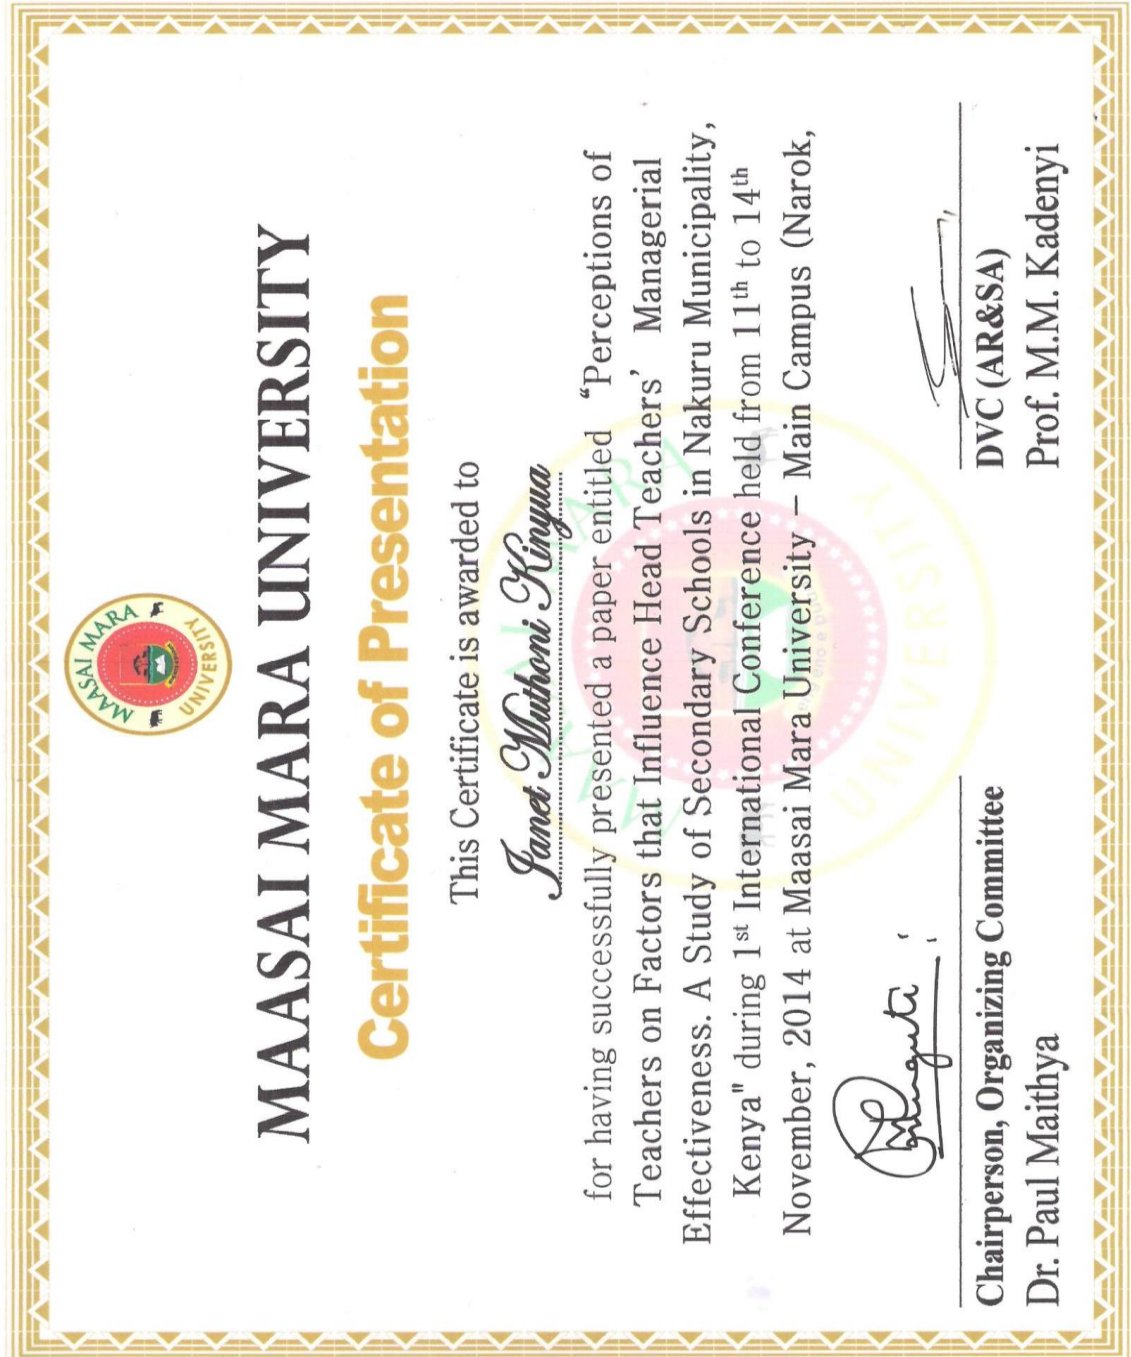 MAASAI MARA
UNIVERSITY
MAASAI MARA UNIVERSITY
Certificate of Presentation
This Certificate is awarded to
Janet Muthoni Kinyua
for having successfully presented a paper entitled “Perceptions of
Teachers on Factors that Influence Head Teachers’ Managerial
Effectiveness. A Study of Secondary Schools in Nakuru Municipality,
Kenya" during 1st International Conference held from 11th to 14th
November, 2014 at Maasai Mara University – Main Campus (Narok,
Chairperson, Organizing Committee
Dr. Paul Maithya
DVC (AR&SA)
Prof. M.M. Kadenyi